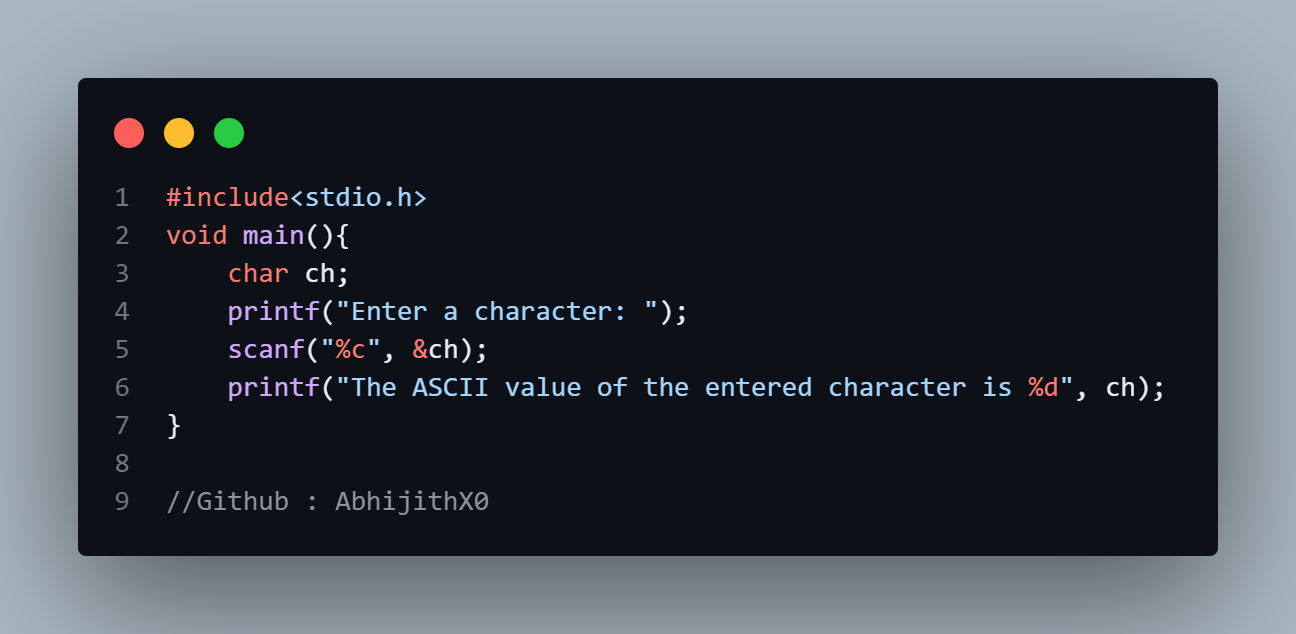 1 #include<stdio.h>
2 void main(){
3     char ch;
4     printf("Enter a character: ");
5     scanf("%c", &ch);
6     printf("The ASCII value of the entered character is %d", ch);
7 }
8
9 //Github : AbhijithX0